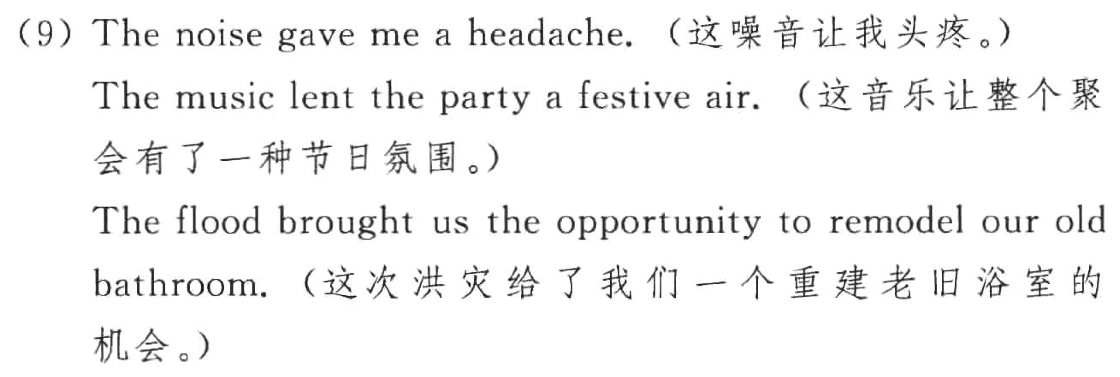 （9）The noise gave me a headache.（这噪音让我头疼。）
The music lent the party a festive air.（这音乐让整个聚
会有了一种节日氛围。）
The flood brought us the opportunity to remodel our old
bathroom.（这次洪灾给了我们一个重建老旧浴室的
机会。）